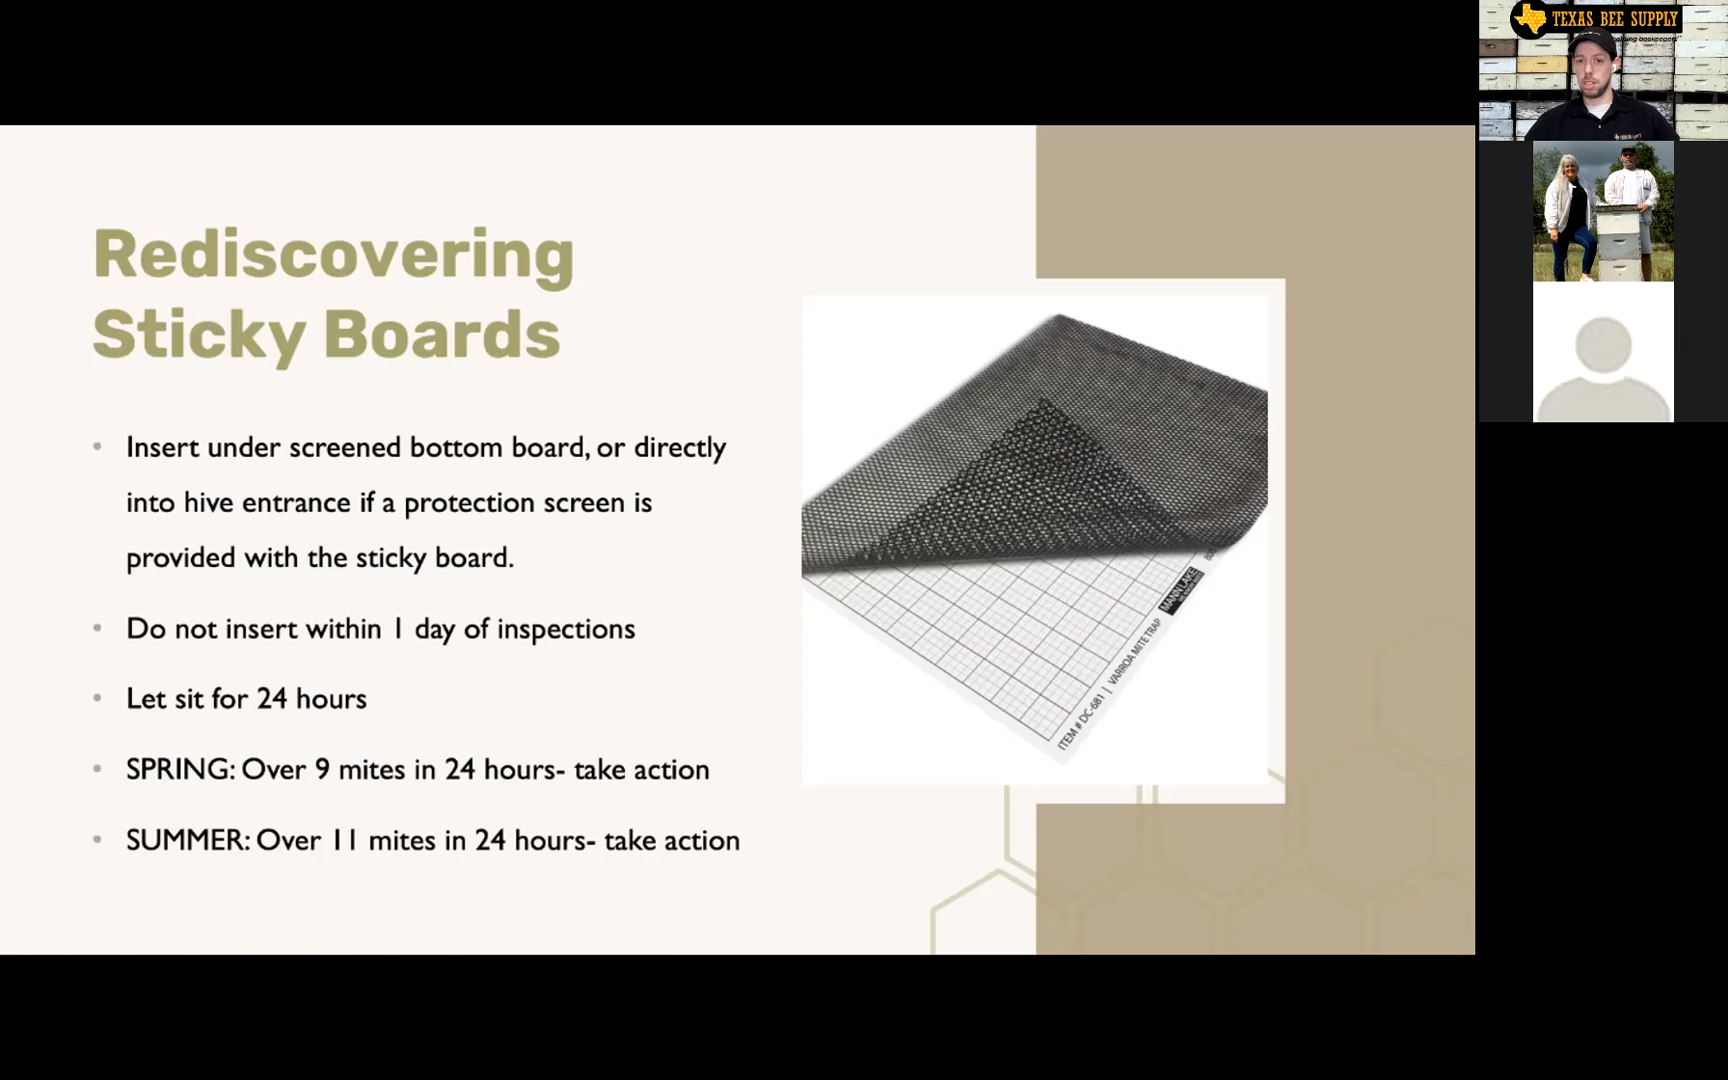 Rediscovering
Sticky Boards
Insert under screened bottom board, or directly
into hive entrance if a protection screen is
provided with the sticky board.
Do not insert within 1 day of inspections
Let sit for 24 hours
SPRING: Over 9 mites in 24 hours- take action
SUMMER: Over 11 mites in 24 hours- take action
MANN LAKE
ITEM # DC-681 | VARROA MITE TRAP
TEXAS BEE SUPPLY